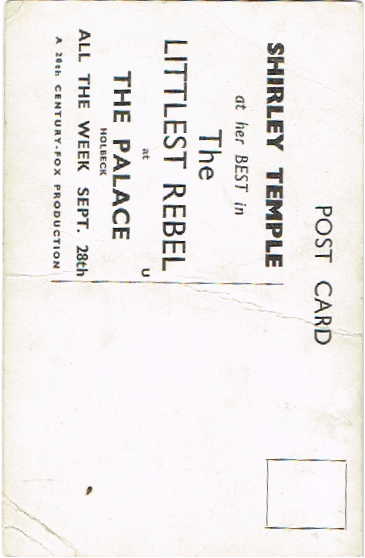 POST CARD
SHIRLEY TEMPLE
at her BEST in
The
LITTLEST REBEL
U
at
THE PALACE
HOLBECK
ALL THE WEEK SEPT. 28th
A 20th CENTURY-FOX PRODUCTION